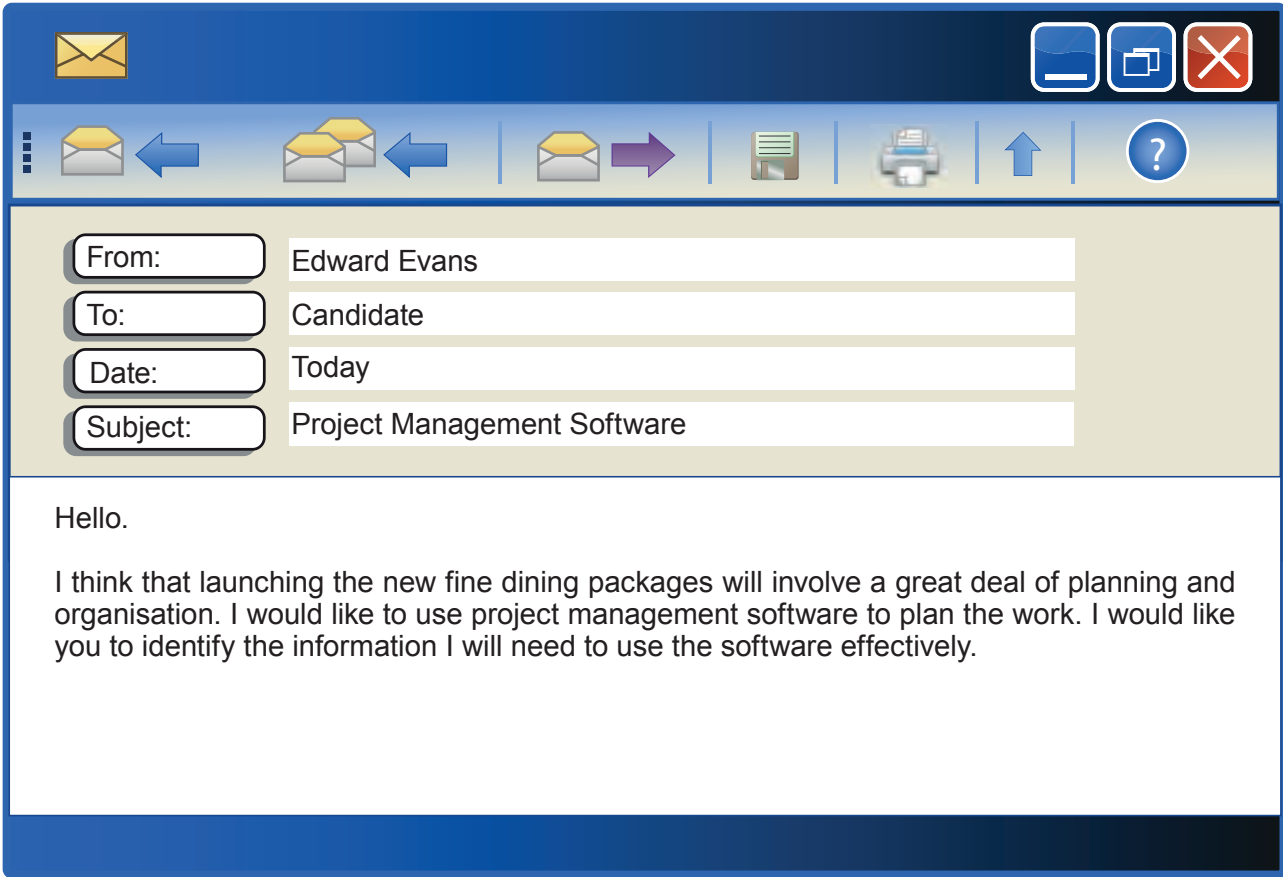 ?
From:
Edward Evans
To:
Candidate
Date:
Today
Subject:
Project Management Software
Hello.
I think that launching the new fine dining packages will involve a great deal of planning and
organisation. I would like to use project management software to plan the work. I would like
you to identify the information I will need to use the software effectively.